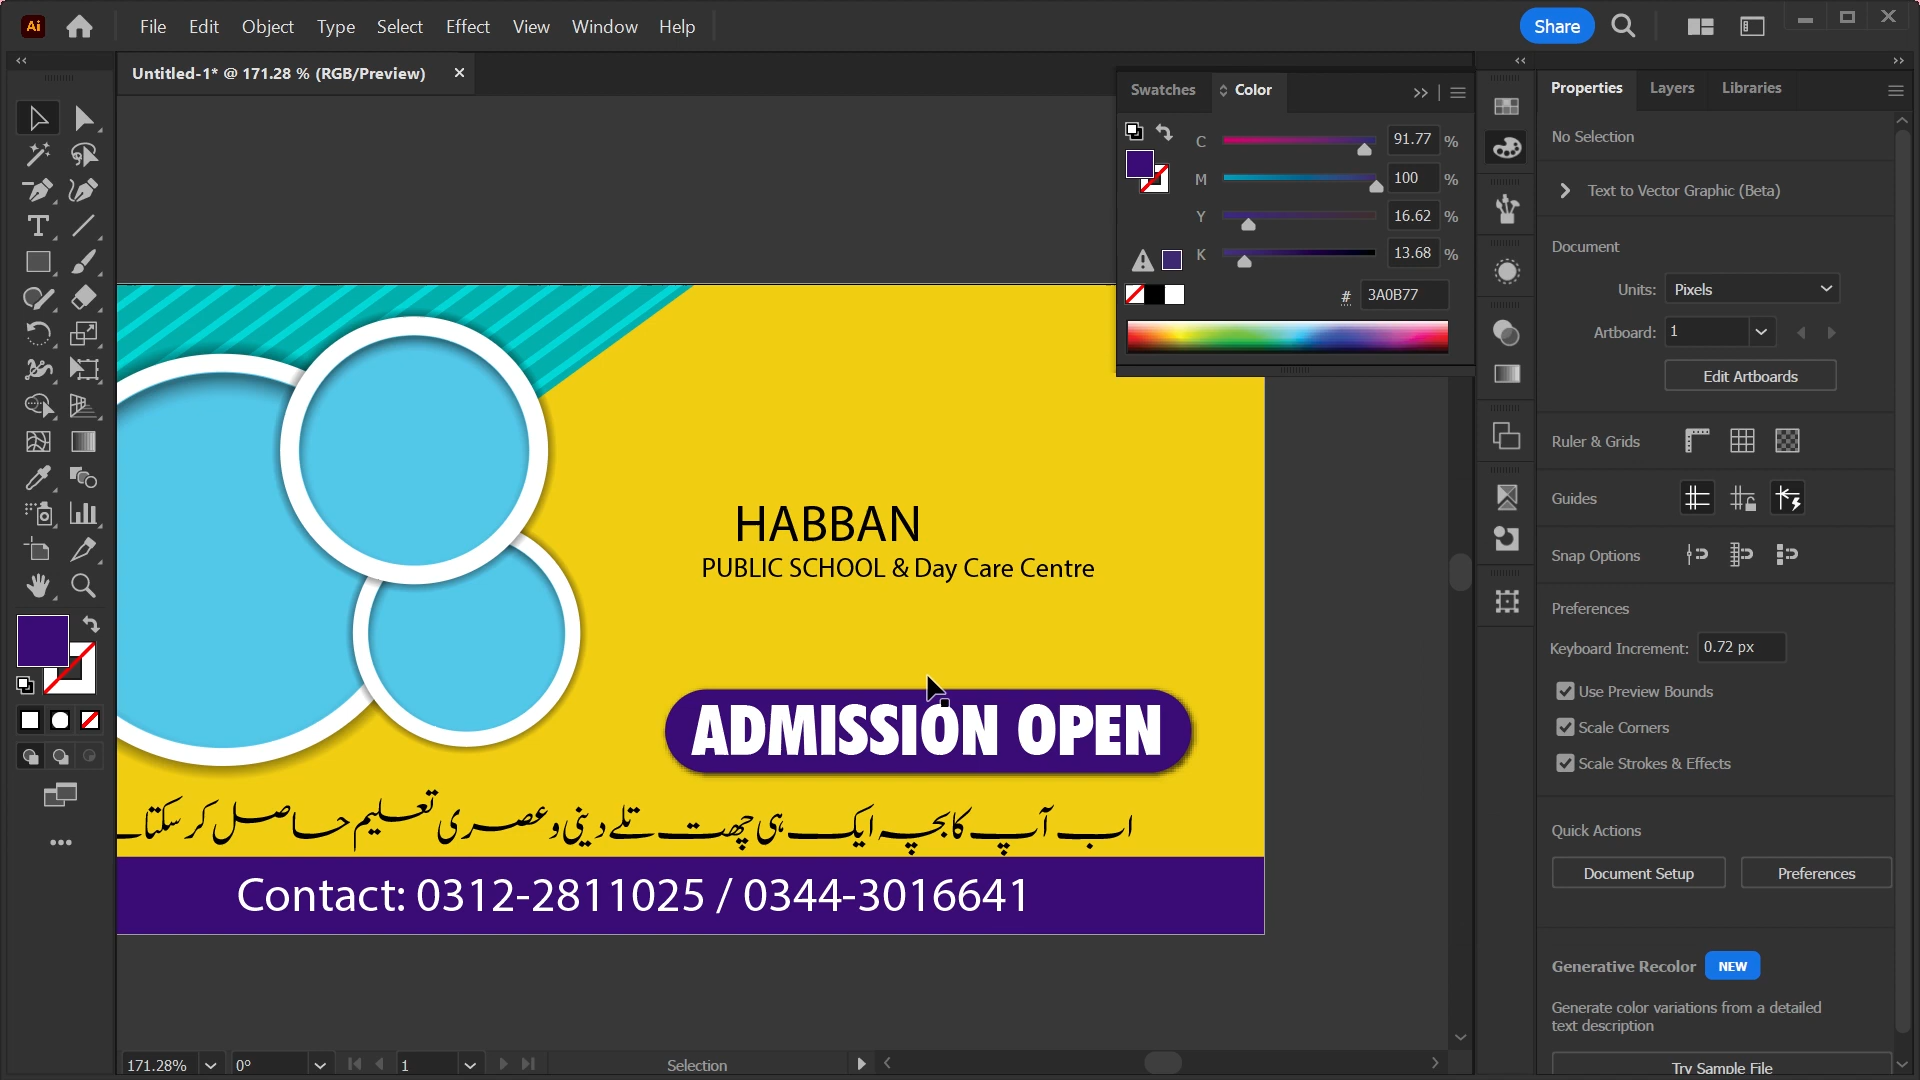 Ai
File Edit Object Type Select Effect View Window Help
Share
Untitled-1* @ 171.28 % (RGB/Preview)
Swatches Color
C 91.77 %
M 100 %
Y 16.62 %
K 13.68 %
# 3A0B77
Properties Layers Libraries
No Selection
Text to Vector Graphic (Beta)
Document
Units: Pixels
Artboard: 1
Edit Artboards
Ruler & Grids
Guides
Snap Options
Preferences
Keyboard Increment: 0.72 px
Use Preview Bounds
Scale Corners
Scale Strokes & Effects
Quick Actions
Document Setup Preferences
Generative Recolor NEW
Generate color variations from a detailed
text description
Try Sample File
HABBAN
PUBLIC SCHOOL & Day Care Centre
ADMISSION OPEN
اب آپ کا بچہ ایک ہی چھت تلے دینی و عصری تعلیم حاصل کر سکتا
Contact: 0312-2811025 / 0344-3016641
171.28% 0° 1 Selection